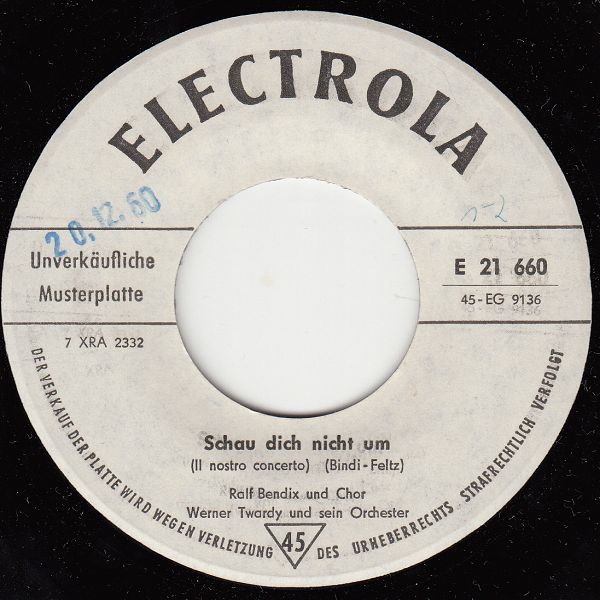 ELECTROLA
20.12.60
1-2
Unverkäufliche
Musterplatte
E 21 660
45-EG 9136
7 XRA 2332
Schau dich nicht um
(Il nostro concerto) (Bindi-Feltz)
Ralf Bendix und Chor
Werner Twardy und sein Orchester
45
DER VERKAUF DER PLATTE WIRD WEGEN VERLETZUNG DES URHEBERRECHTS STRAFRECHTLICH VERFOLGT